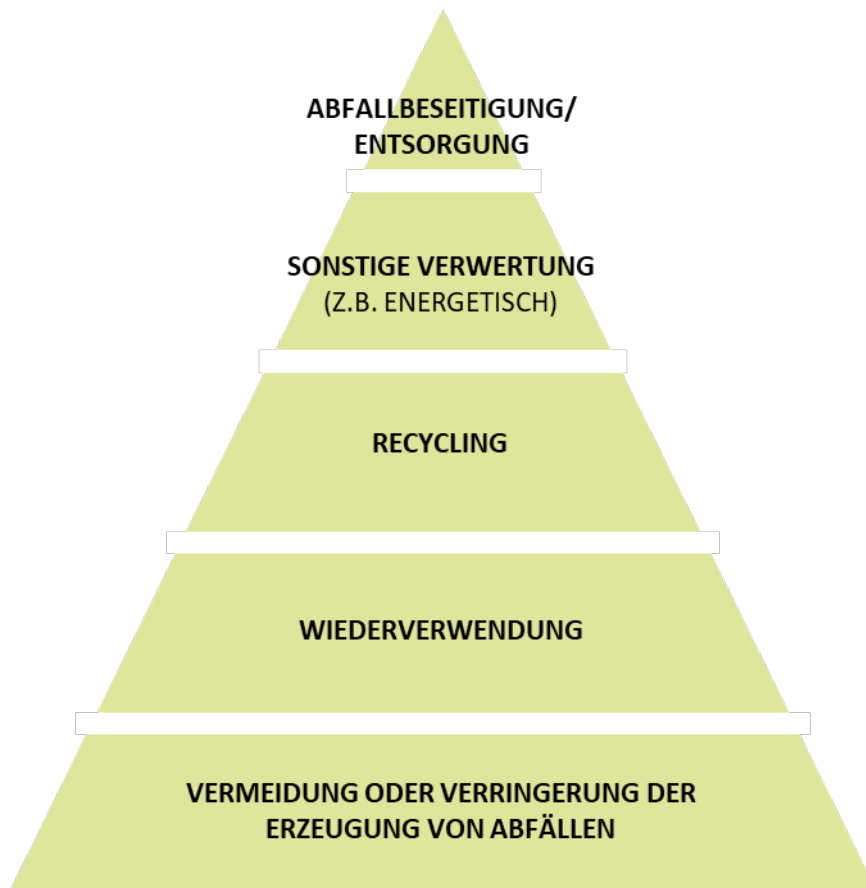 ABFALLBESEITIGUNG/
ENTSORGUNG
SONSTIGE VERWERTUNG
(Z.B. ENERGETISCH)
RECYCLING
WIEDERVERWENDUNG
VERMEIDUNG ODER VERRINGERUNG DER
ERZEUGUNG VON ABFÄLLEN